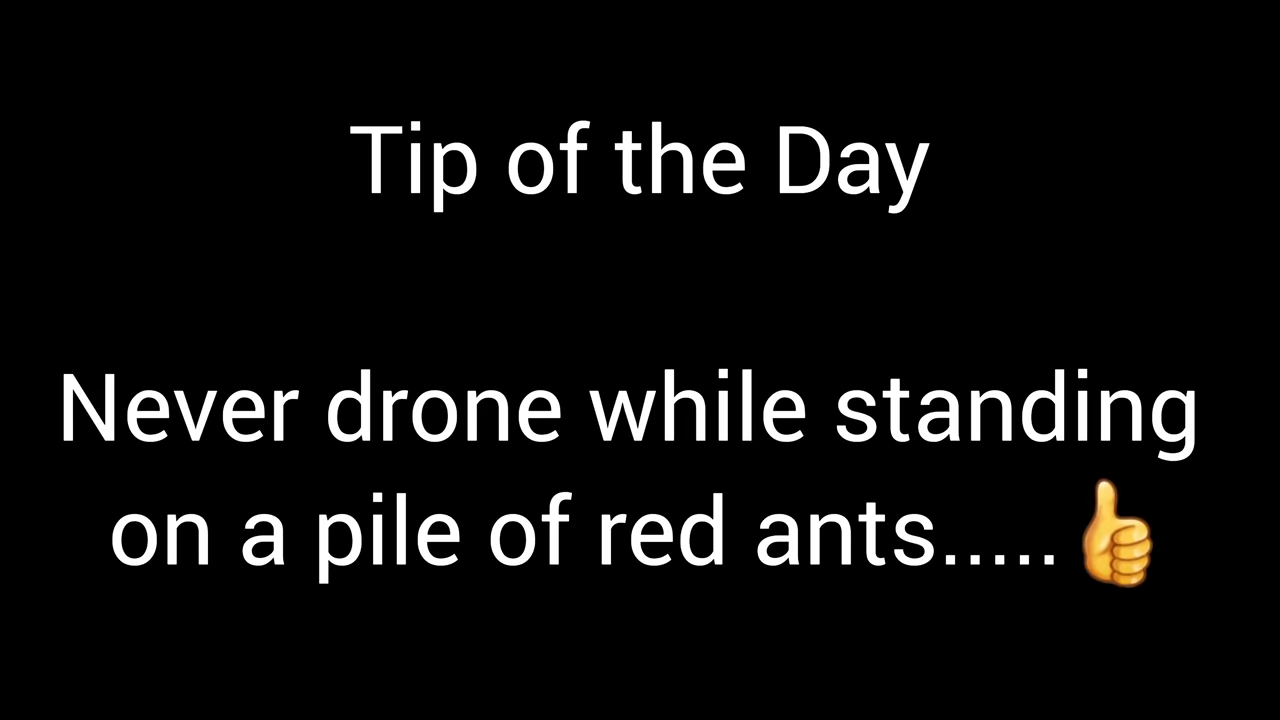 Tip of the Day
Never drone while standing
on a pile of red ants.....👍